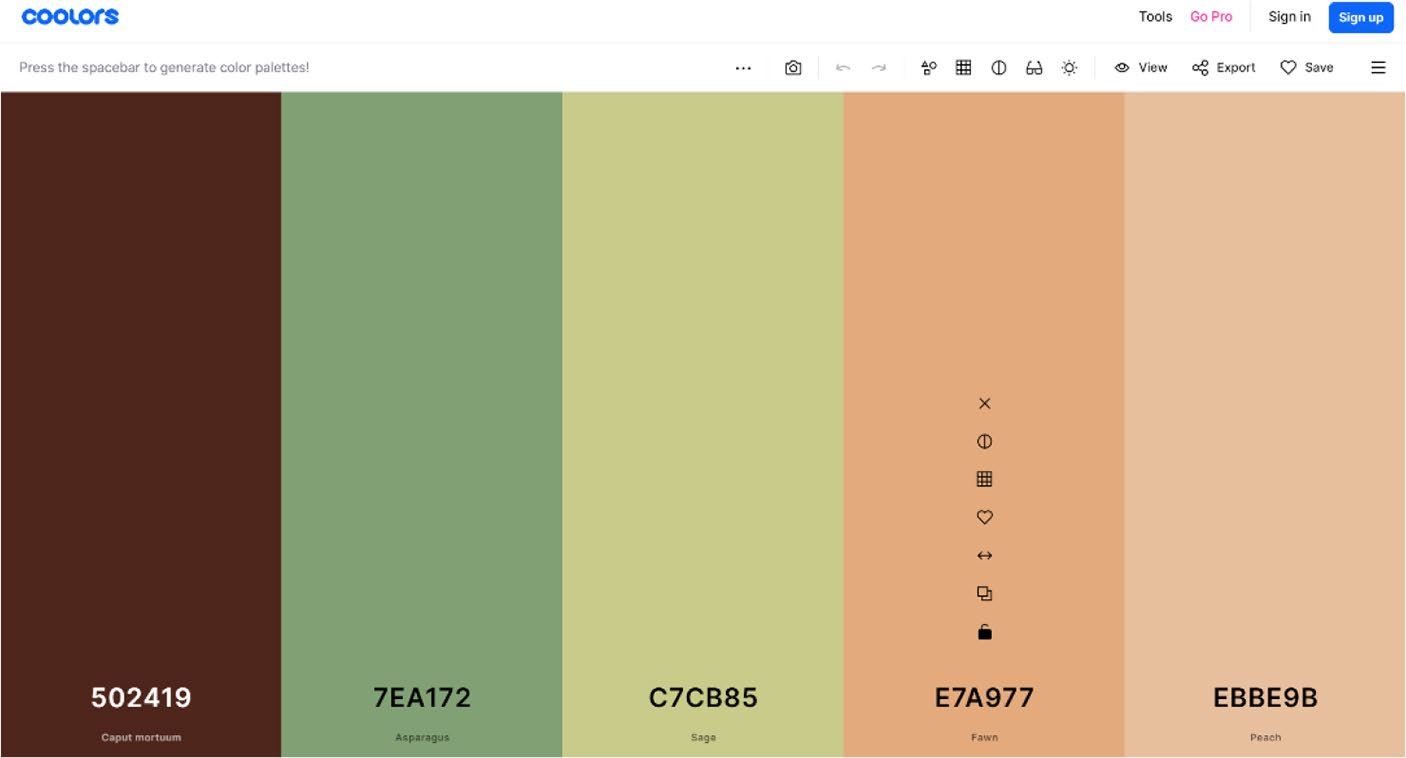 coolors
Tools Go Pro Sign in Sign up
Press the spacebar to generate color palettes! View Export Save
502419 7EA172 C7CB85 E7A977 EBBE9B
Caput mortuum Asparagus Sage Fawn Peach